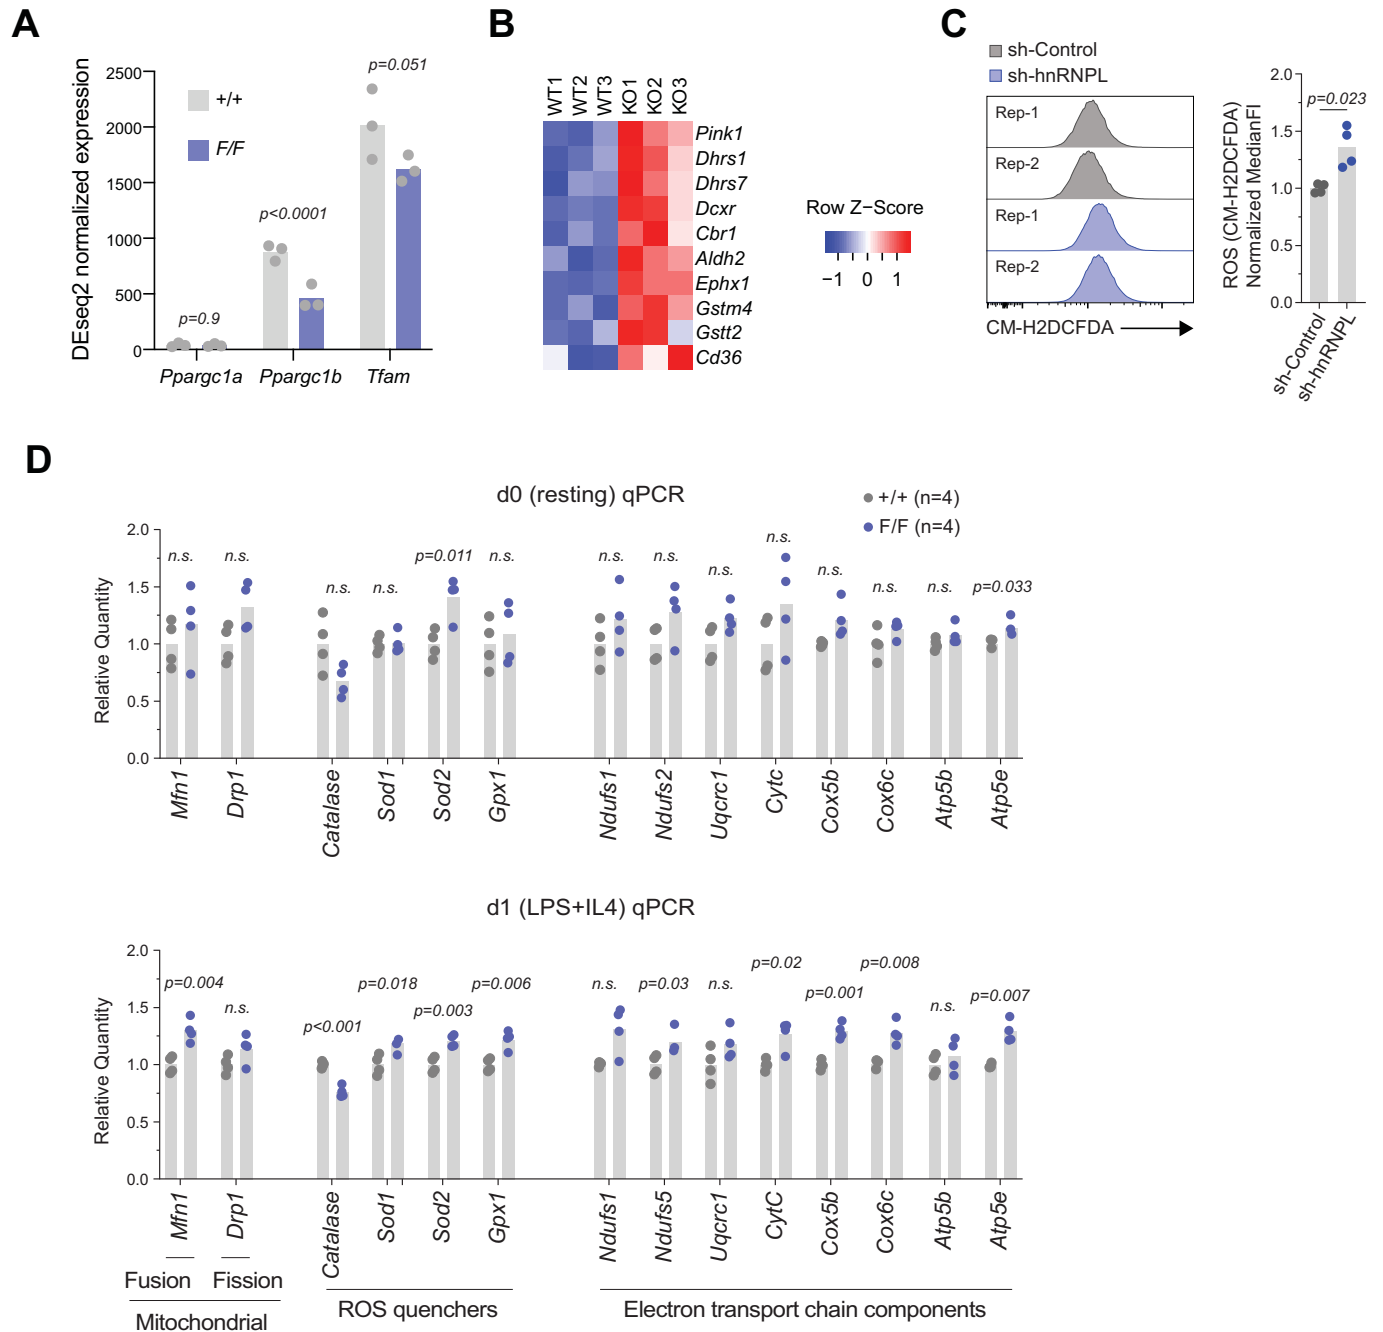 A
DEseq2 normalized expression
2500
2000
1500
1000
500
0
+/+
F/F
p=0.9
p<0.0001
p=0.051
Ppargc1a
Ppargc1b
Tfam
B
WT1
WT2
WT3
KO1
KO2
KO3
Pink1
Dhrs1
Dhrs7
Dcxr
Cbr1
Aldh2
Ephx1
Gstm4
Gstt2
Cd36
Row Z−Score
−1 0 1
C
sh-Control
sh-hnRNPL
Rep-1
Rep-2
Rep-1
Rep-2
CM-H2DCFDA
ROS (CM-H2DCFDA)
Normalized MedianFI
2.0
1.5
1.0
0.5
0.0
p=0.023
sh-Control
sh-hnRNPL
D
d0 (resting) qPCR
+/+ (n=4)
F/F (n=4)
Relative Quantity
2.0
1.5
1.0
0.5
0.0
n.s.
n.s.
n.s.
n.s.
p=0.011
n.s.
n.s.
n.s.
n.s.
n.s.
n.s.
n.s.
n.s.
p=0.033
Mfn1
Drp1
Catalase
Sod1
Sod2
Gpx1
Ndufs1
Ndufs2
Uqcrc1
Cytc
Cox5b
Cox6c
Atp5b
Atp5e
d1 (LPS+IL4) qPCR
Relative Quantity
2.0
1.5
1.0
0.5
0.0
p=0.004
n.s.
p<0.001
p=0.018
p=0.003
p=0.006
n.s.
p=0.03
n.s.
p=0.02
p=0.001
p=0.008
n.s.
p=0.007
Mfn1
Drp1
Catalase
Sod1
Sod2
Gpx1
Ndufs1
Ndufs5
Uqcrc1
CytC
Cox5b
Cox6c
Atp5b
Atp5e
Fusion Fission
Mitochondrial
ROS quenchers
Electron transport chain components